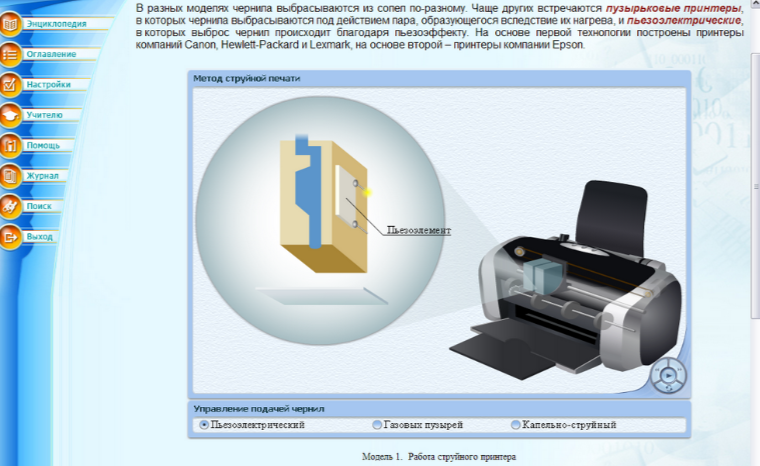 В разных моделях чернила выбрасываются из сопел по-разному. Чаще других встречаются пузырьковые принтеры,
в которых чернила выбрасываются под действием пара, образующегося вследствие их нагрева, и пьезоэлектрические,
в которых выброс чернил происходит благодаря пьезоэффекту. На основе первой технологии построены принтеры
компаний Canon, Hewlett-Packard и Lexmark, на основе второй – принтеры компании Epson.
Энциклопедия
Оглавление
Настройки
Учителю
Помощь
Журнал
Поиск
Выход
Метод струйной печати
Пьезоэлемент
Управление подачей чернил
Пьезоэлектрический
Газовых пузырей
Капельно-струйный
Модель 1. Работа струйного принтера